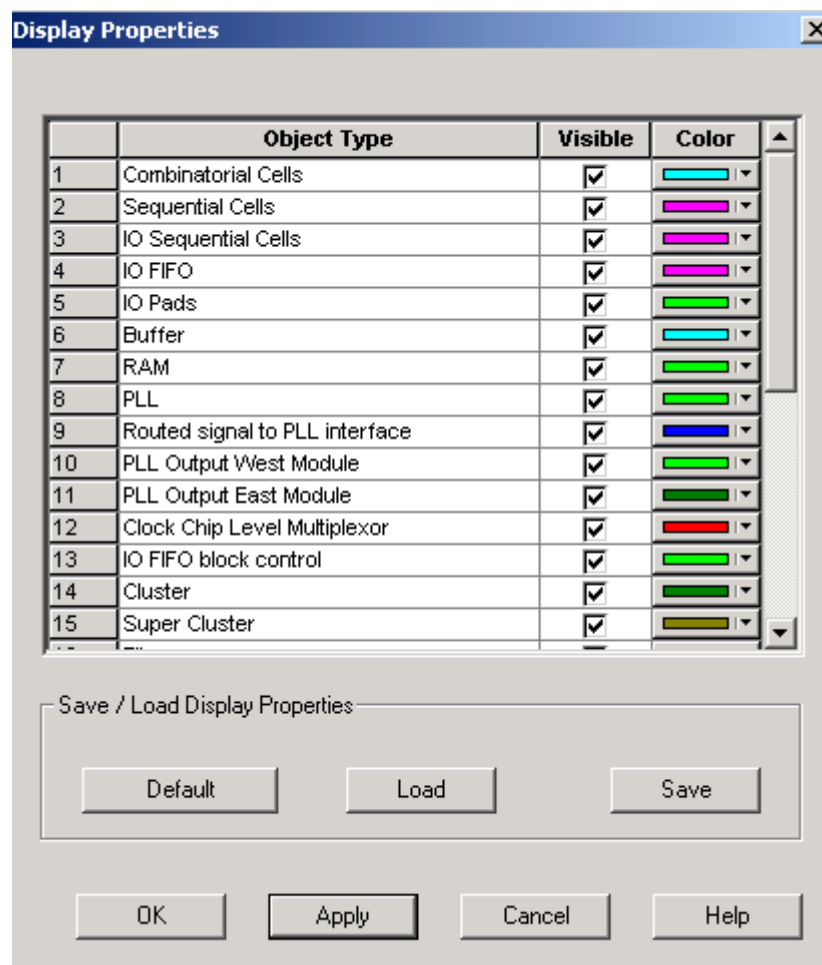 Display Properties
Object Type Visible Color
1 Combinatorial Cells
2 Sequential Cells
3 IO Sequential Cells
4 IO FIFO
5 IO Pads
6 Buffer
7 RAM
8 PLL
9 Routed signal to PLL interface
10 PLL Output West Module
11 PLL Output East Module
12 Clock Chip Level Multiplexor
13 IO FIFO block control
14 Cluster
15 Super Cluster
Save / Load Display Properties
Default Load Save
OK Apply Cancel Help